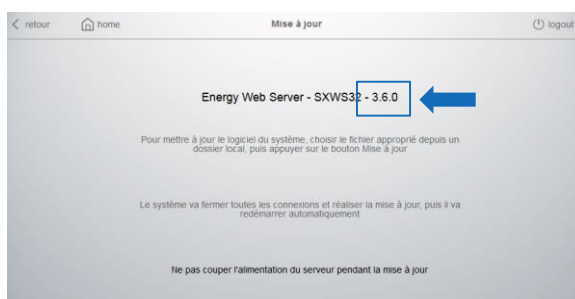 retour
home
Mise à jour
logout
Energy Web Server - SXWS32 - 3.6.0
Pour mettre à jour le logiciel du système, choisir le fichier approprié depuis un
dossier local, puis appuyer sur le bouton Mise à jour
Le système va fermer toutes les connexions et réaliser la mise à jour, puis il va
redémarrer automatiquement
Ne pas couper l'alimentation du serveur pendant la mise à jour